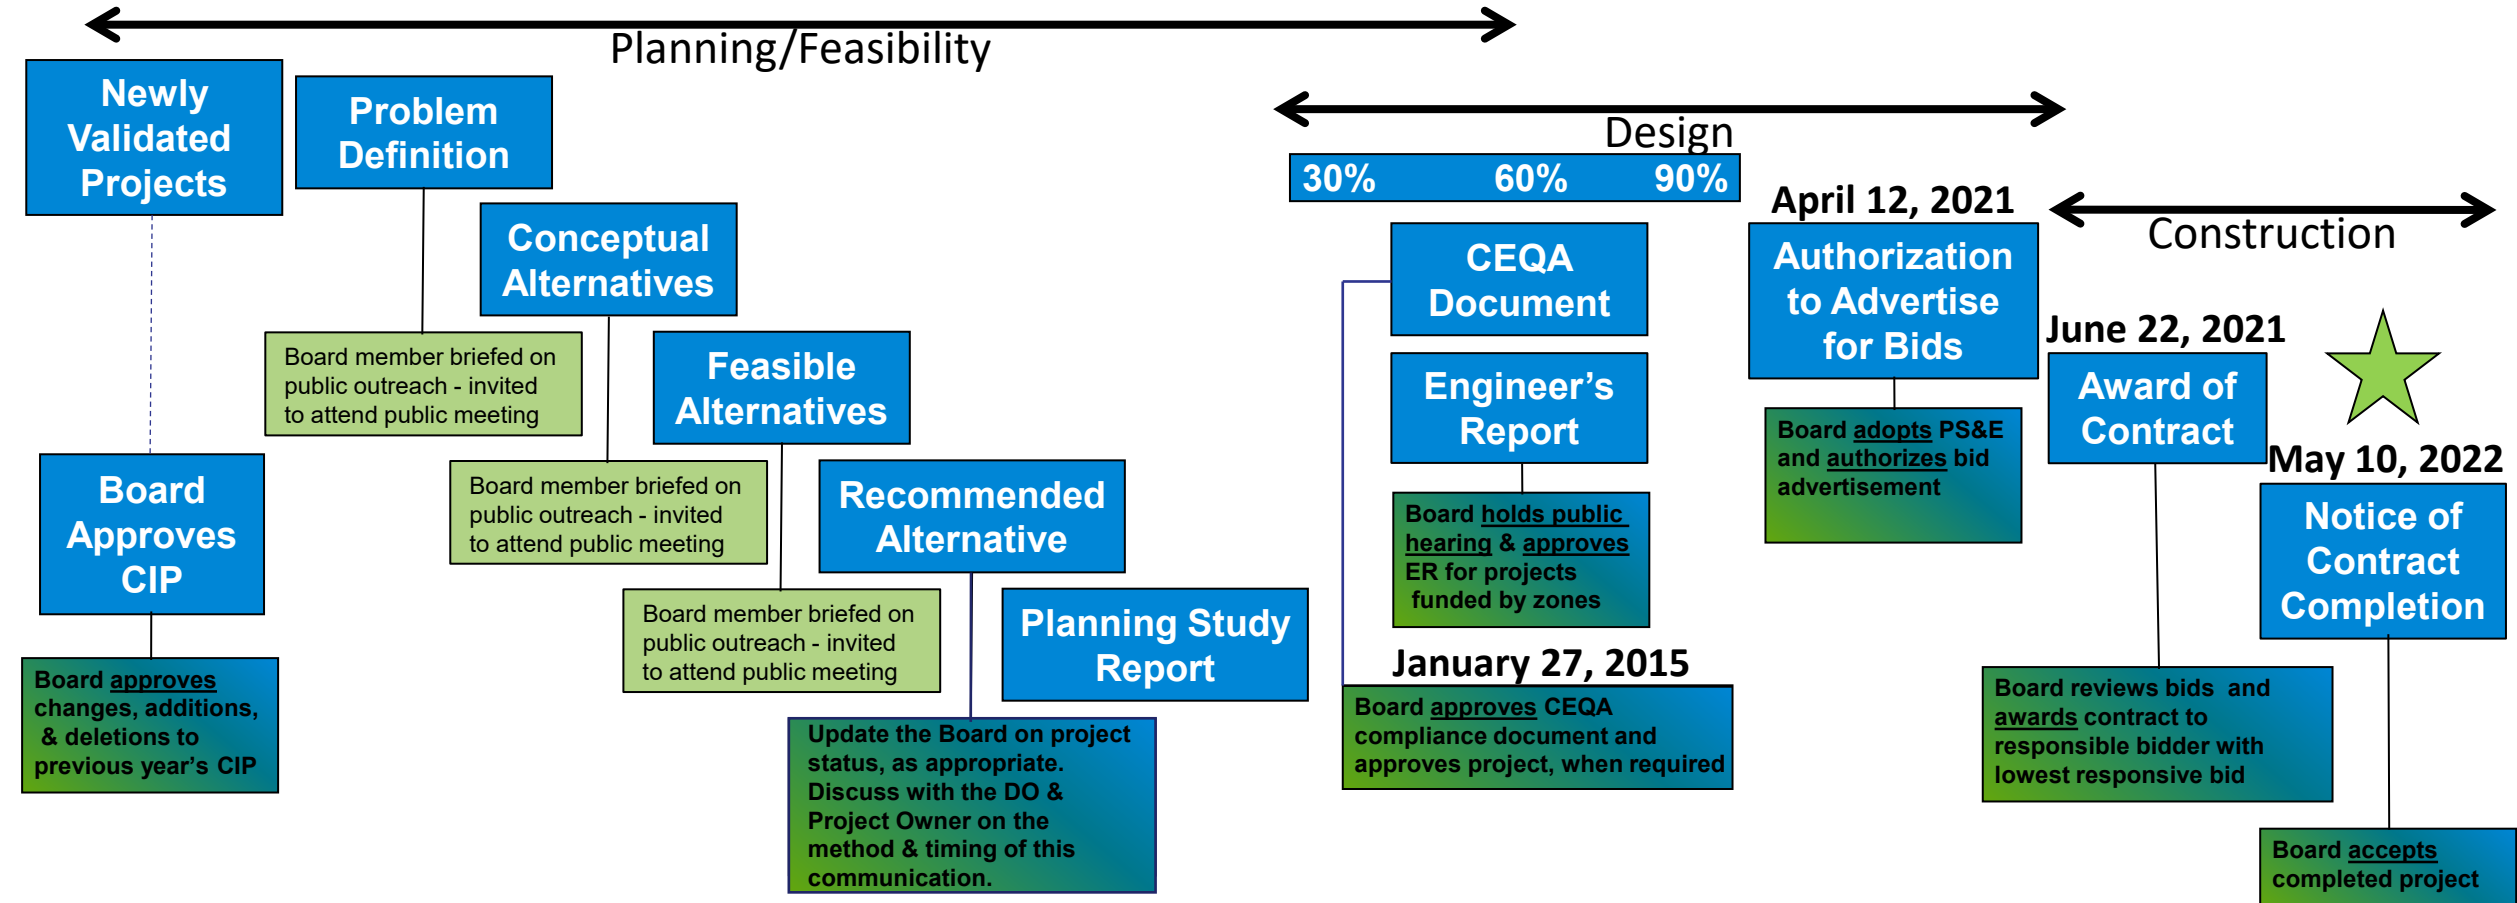 Planning/Feasibility
Newly
Validated
Projects
Problem
Definition
Design
30% 60% 90%
April 12, 2021
Construction
Conceptual
Alternatives
CEQA
Document
Authorization
to Advertise
for Bids
June 22, 2021
Board member briefed on
public outreach - invited
to attend public meeting
Feasible
Alternatives
Engineer’s
Report
Award of
Contract
Board adopts PS&E
and authorizes bid
advertisement
May 10, 2022
Board
Approves
CIP
Board member briefed on
public outreach - invited
to attend public meeting
Recommended
Alternative
Board holds public
hearing & approves
ER for projects
funded by zones
Notice of
Contract
Completion
Board member briefed on
public outreach - invited
to attend public meeting
Planning Study
Report
January 27, 2015
Board approves
changes, additions,
& deletions to
previous year’s CIP
Board approves CEQA
compliance document and
approves project, when required
Board reviews bids and
awards contract to
responsible bidder with
lowest responsive bid
Update the Board on project
status, as appropriate.
Discuss with the DO &
Project Owner on the
method & timing of this
communication.
Board accepts
completed project